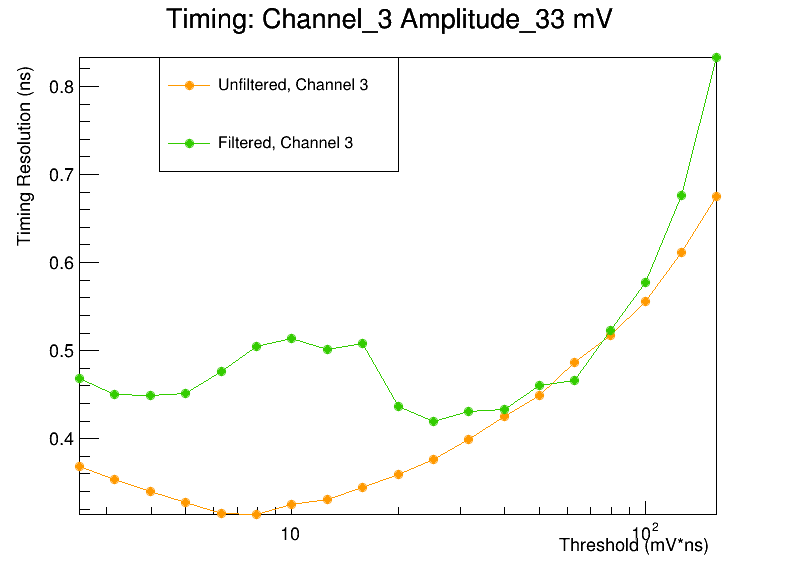 Timing: Channel_3 Amplitude_33 mV
Timing Resolution (ns)
Unfiltered, Channel 3
Filtered, Channel 3
0.8
0.7
0.6
0.5
0.4
10
10²
Threshold (mV*ns)